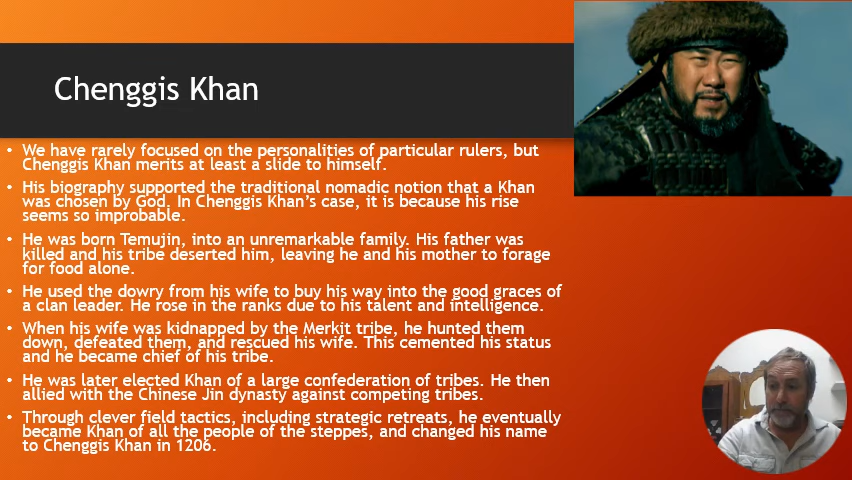 Chenggis Khan
• We have rarely focused on the personalities of particular rulers, but
Chenggis Khan merits at least a slide to himself.
• His biography supported the traditional nomadic notion that a Khan
was chosen by God. In Chenggis Khan's case, it is because his rise
seems so improbable.
• He was born Temujin, into an unremarkable family. His father was
killed and his tribe deserted him, leaving he and his mother to forage
for food alone.
• He used the dowry from his wife to buy his way into the good graces of
a clan leader. He rose in the ranks due to his talent and intelligence.
• When his wife was kidnapped by the Merkit tribe, he hunted them
down, defeated them, and rescued his wife. This cemented his status
and he became chief of his tribe.
• He was later elected Khan of a large confederation of tribes. He then
allied with the Chinese Jin dynasty against competing tribes.
• Through clever field tactics, including strategic retreats, he eventually
became Khan of all the people of the steppes, and changed his name
to Chenggis Khan in 1206.